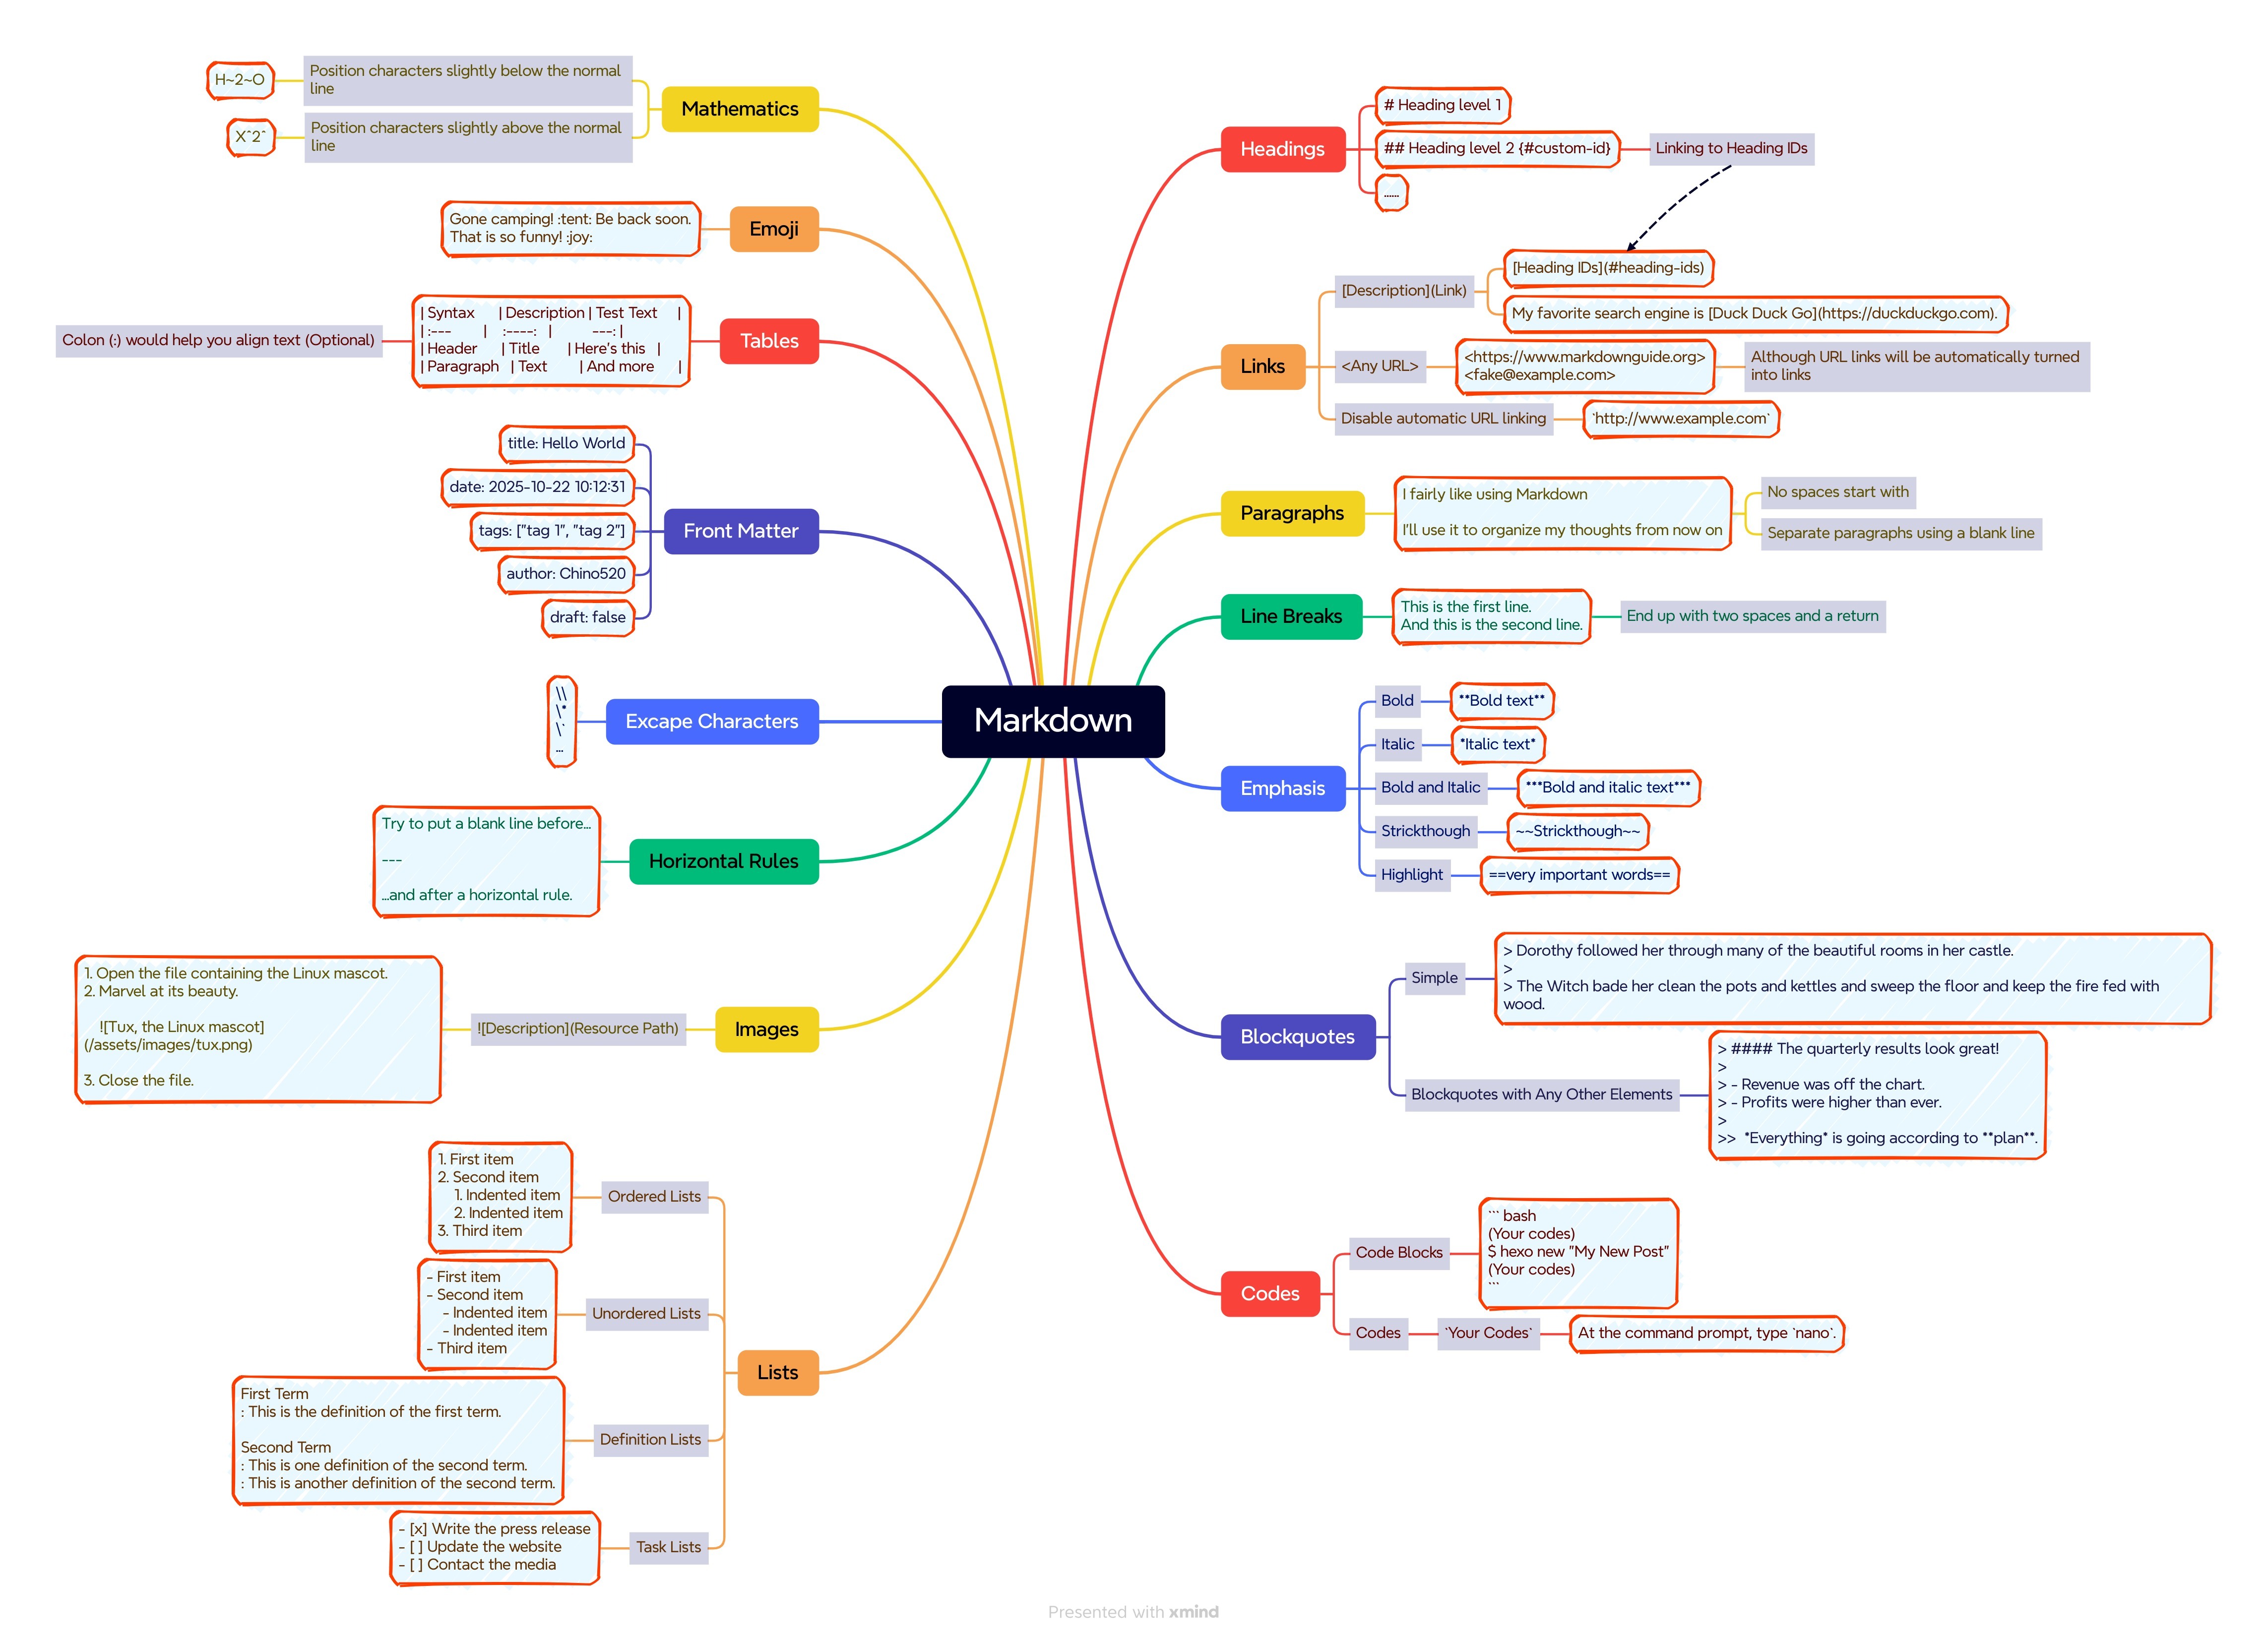 Markdown
Headings
# Heading level 1
## Heading level 2 {#custom-id}
Linking to Heading IDs
......
Links
[Description](Link)
[Heading IDs](#heading-ids)
My favorite search engine is [Duck Duck Go](https://duckduckgo.com).
<Any URL>
<https://www.markdownguide.org>
<fake@example.com>
Although URL links will be automatically turned
into links
Disable automatic URL linking
`http://www.example.com`
Paragraphs
I fairly like using Markdown
I'll use it to organize my thoughts from now on
No spaces start with
Separate paragraphs using a blank line
Line Breaks
This is the first line.
And this is the second line.
End up with two spaces and a return
Emphasis
Bold
**Bold text**
Italic
*Italic text*
Bold and Italic
***Bold and italic text***
Strickthough
~~Strickthough~~
Highlight
==very important words==
Blockquotes
Simple
> Dorothy followed her through many of the beautiful rooms in her castle.
>
> The Witch bade her clean the pots and kettles and sweep the floor and keep the fire fed with
wood.
Blockquotes with Any Other Elements
> #### The quarterly results look great!
>
> - Revenue was off the chart.
> - Profits were higher than ever.
>
>>  *Everything* is going according to **plan**.
Codes
Code Blocks
``` bash
(Your codes)
$ hexo new "My New Post"
(Your codes)
```
Codes
`Your Codes`
At the command prompt, type `nano`.
Mathematics
Position characters slightly below the normal
line
H~2~O
Position characters slightly above the normal
line
X^2^
Emoji
Gone camping! :tent: Be back soon.
That is so funny! :joy:
Tables
| Syntax | Description | Test Text |
| :--- | :----: | ---: |
| Header | Title | Here's this |
| Paragraph | Text | And more |
Colon (:) would help you align text (Optional)
Front Matter
title: Hello World
date: 2025-10-22 10:12:31
tags: ["tag 1", "tag 2"]
author: Chino520
draft: false
Excape Characters
\\
\*
\`
...
Horizontal Rules
Try to put a blank line before...
---
...and after a horizontal rule.
Images
![Description](Resource Path)
1. Open the file containing the Linux mascot.
2. Marvel at its beauty.
![Tux, the Linux mascot]
(/assets/images/tux.png)
3. Close the file.
Lists
Ordered Lists
1. First item
2. Second item
1. Indented item
2. Indented item
3. Third item
Unordered Lists
- First item
- Second item
- Indented item
- Indented item
- Third item
Definition Lists
First Term
: This is the definition of the first term.
Second Term
: This is one definition of the second term.
: This is another definition of the second term.
Task Lists
- [x] Write the press release
- [ ] Update the website
- [ ] Contact the media
Presented with xmind